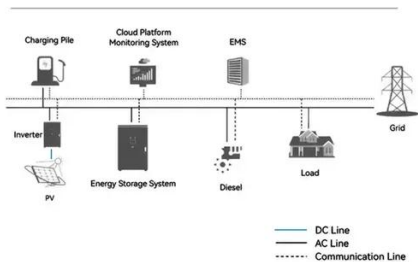 Charging Pile
Cloud Platform
Monitoring System
EMS
Grid
Inverter
PV
Energy Storage System
Diesel
Load
DC Line
AC Line
Communication Line